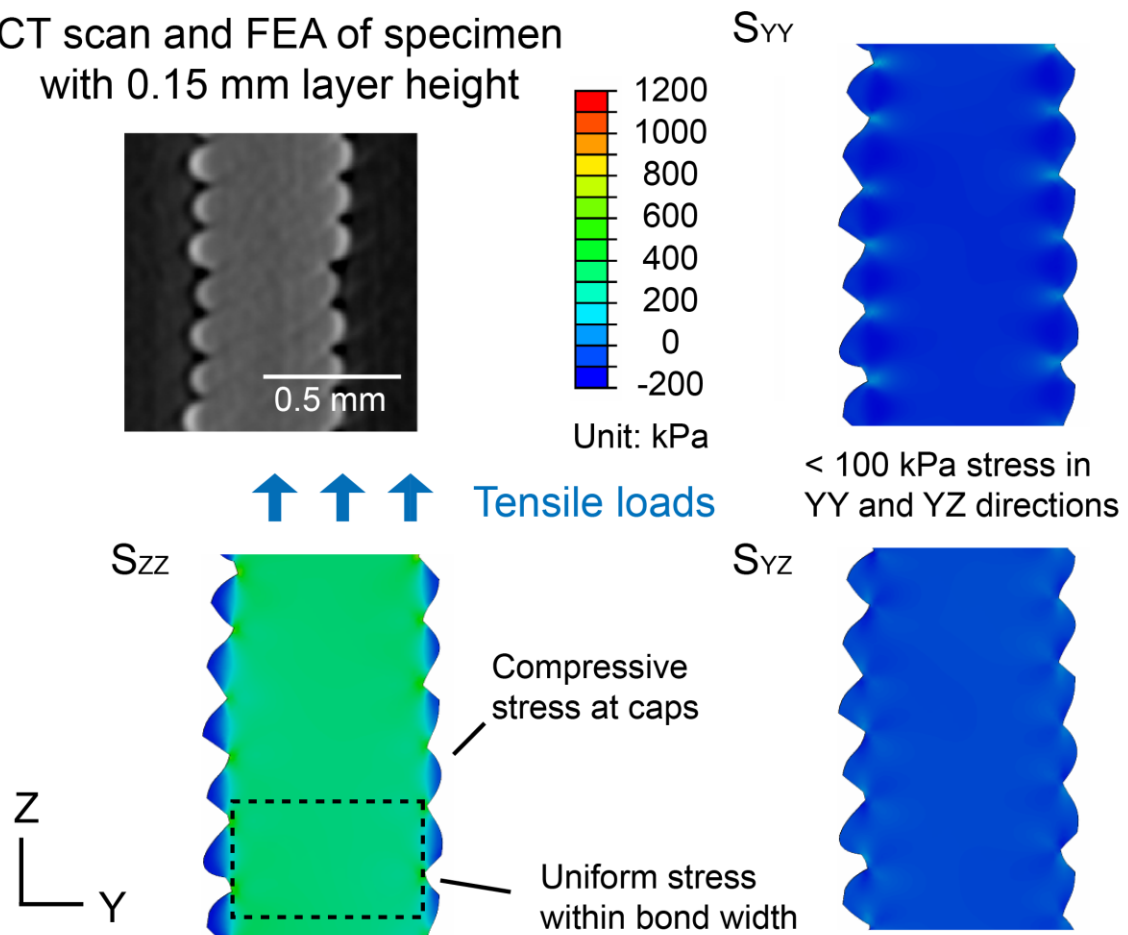 CT scan and FEA of specimen
with 0.15 mm layer height
0.5 mm
1200
1000
800
600
400
200
0
-200
Unit: kPa
SYY
< 100 kPa stress in
YY and YZ directions
Tensile loads
SZZ
Compressive
stress at caps
Uniform stress
within bond width
Z
Y
SYZ